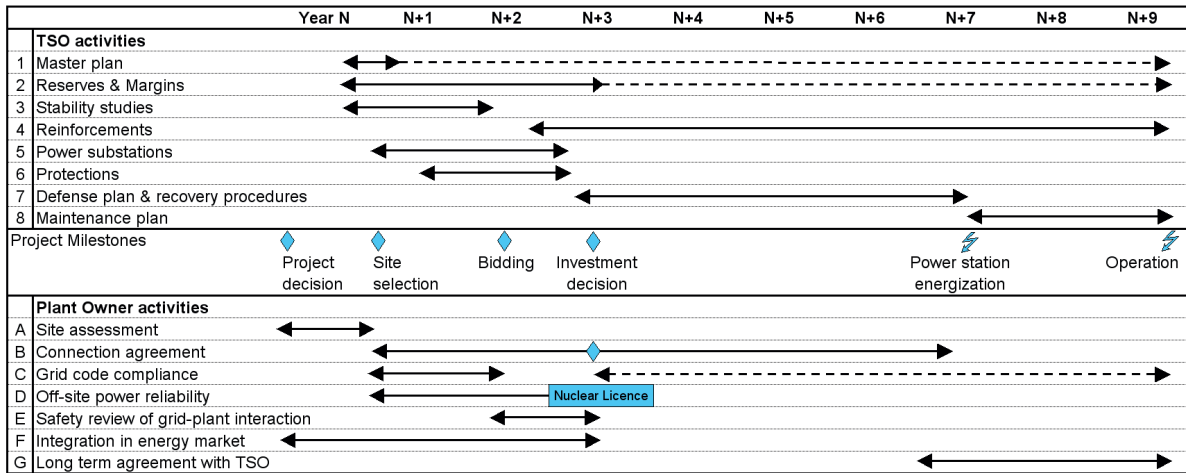 Year N N+1 N+2 N+3 N+4 N+5 N+6 N+7 N+8 N+9
TSO activities
1 Master plan
2 Reserves & Margins
3 Stability studies
4 Reinforcements
5 Power substations
6 Protections
7 Defense plan & recovery procedures
8 Maintenance plan
Project Milestones
Project decision
Site selection
Bidding
Investment decision
Power station energization
Operation
Plant Owner activities
A Site assessment
B Connection agreement
C Grid code compliance
D Off-site power reliability Nuclear Licence
E Safety review of grid-plant interaction
F Integration in energy market
G Long term agreement with TSO